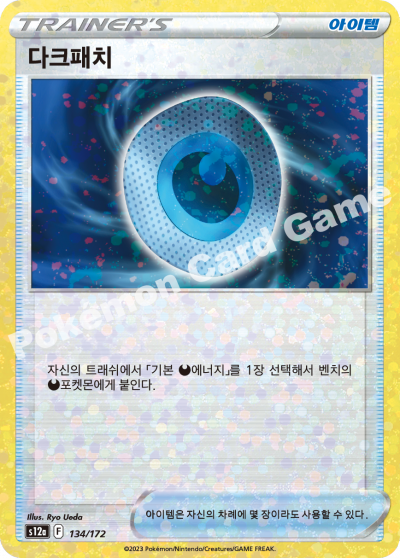 TRAINER'S 아이템
다크패치
Pokémon Card Game
자신의 트래쉬에서 「기본 에너지」를 1장 선택해서 벤치의
포켓몬에게 붙인다.
Illus. Ryo Ueda
s12a F 134/172
아이템은 자신의 차례에 몇 장이라도 사용할 수 있다.
©2023 Pokémon/Nintendo/Creatures/GAME FREAK.